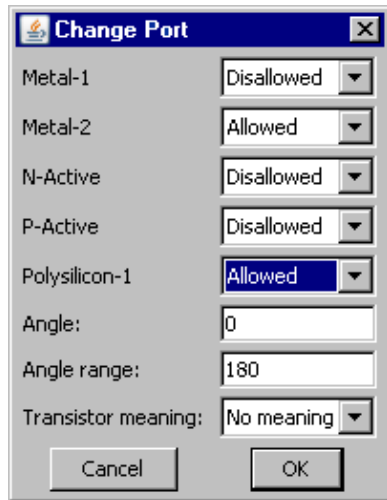 Change Port
Metal-1 Disallowed
Metal-2 Allowed
N-Active Disallowed
P-Active Disallowed
Polysilicon-1 Allowed
Angle: 0
Angle range: 180
Transistor meaning: No meaning
Cancel OK